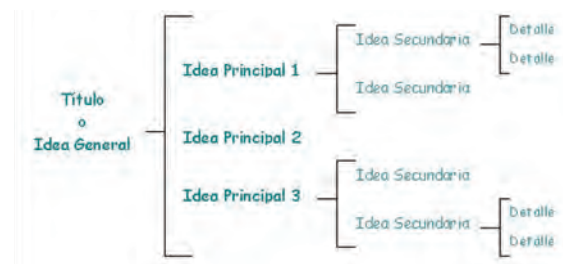 Título
o
Idea General
Idea Principal 1
Idea Secundaria
Detalle
Detalle
Idea Secundaria
Idea Principal 2
Idea Principal 3
Idea Secundaria
Idea Secundaria
Detalle
Detalle